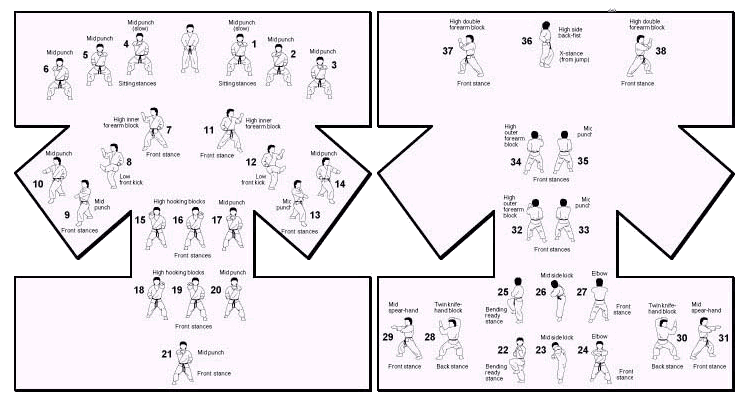 Mid punch
(slow)
4
Mid punch
(slow)
1
Mid punch
5
Mid punch
2
Mid punch
6
Mid punch
3
Sitting stances
Sitting stances
High inner
forearm block
7
11
High inner
forearm block
Front stance
Front stance
Mid punch
10
8
Low
front kick
12
Low
front kick
Mid punch
14
9
Mid
punch
Front stances
Mid
punch
13
Front stances
High hooking blocks
Mid punch
15
16
17
Front stances
High hooking blocks
Mid punch
18
19
20
Front stances
21
Mid punch
Front stance
High double
forearm block
37
Front stance
36
High side
back-fist
X-stance
(from jump)
High double
forearm block
38
Front stance
High
outer
forearm
block
34
Mid
punch
35
Front stances
High
outer
forearm
block
32
Mid
punch
33
Front stances
25
Bending
ready
stance
Mid side kick
26
Elbow
27
Front
stance
22
Bending
ready
stance
Mid side kick
23
Elbow
24
Front
stance
Mid
spear-hand
29
Front stance
Twin knife-
hand block
28
Back stance
Twin knife-
hand block
30
Back stance
Mid
spear-hand
31
Front stance